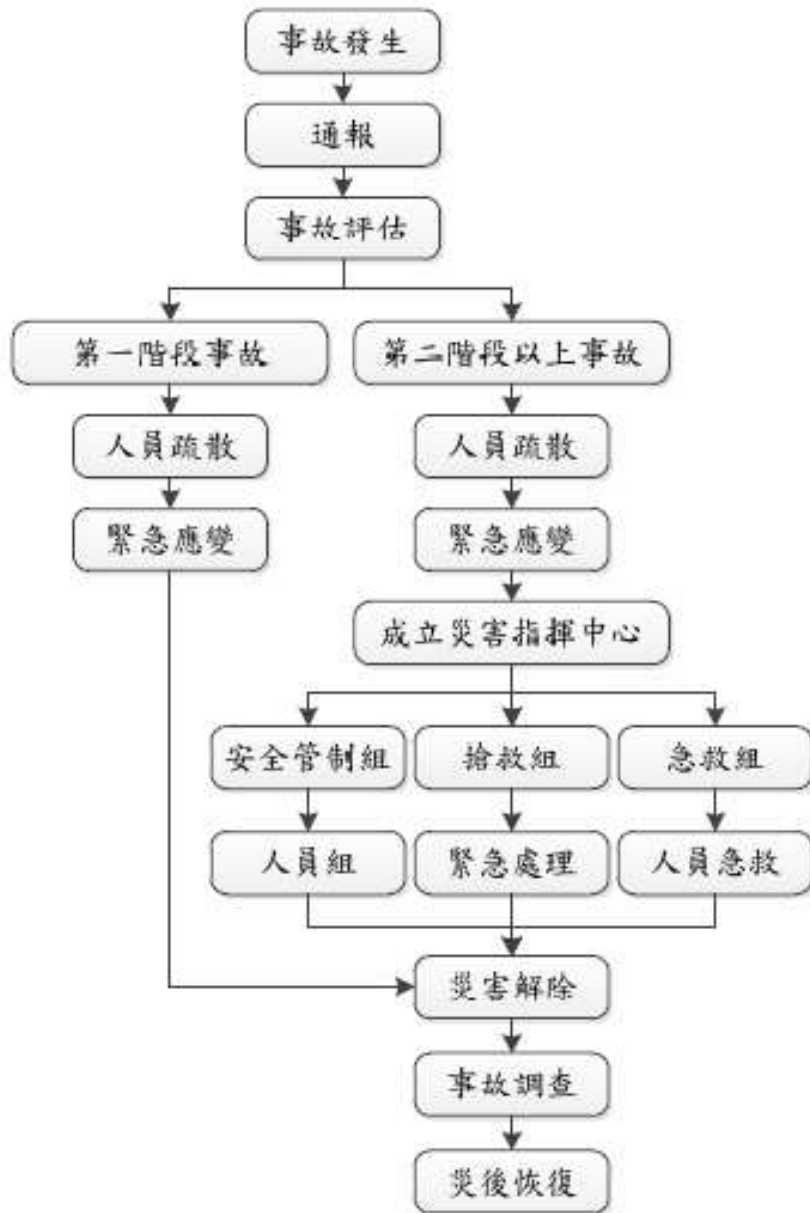 事故發生
通報
事故評估
第一階段事故
第二階段以上事故
人員疏散
人員疏散
緊急應變
緊急應變
成立災害指揮中心
安全管制組
搶救組
急救組
人員組
緊急處理
人員急救
災害解除
事故調查
災後恢復